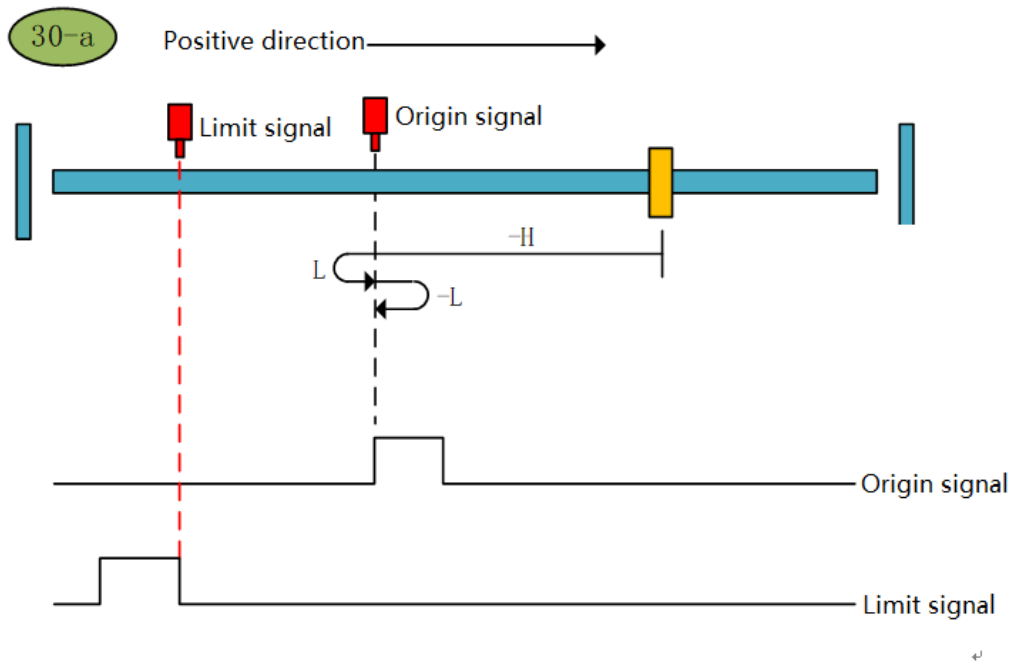 30-a
Positive direction
Limit signal
Origin signal
-H
L
-L
Origin signal
Limit signal